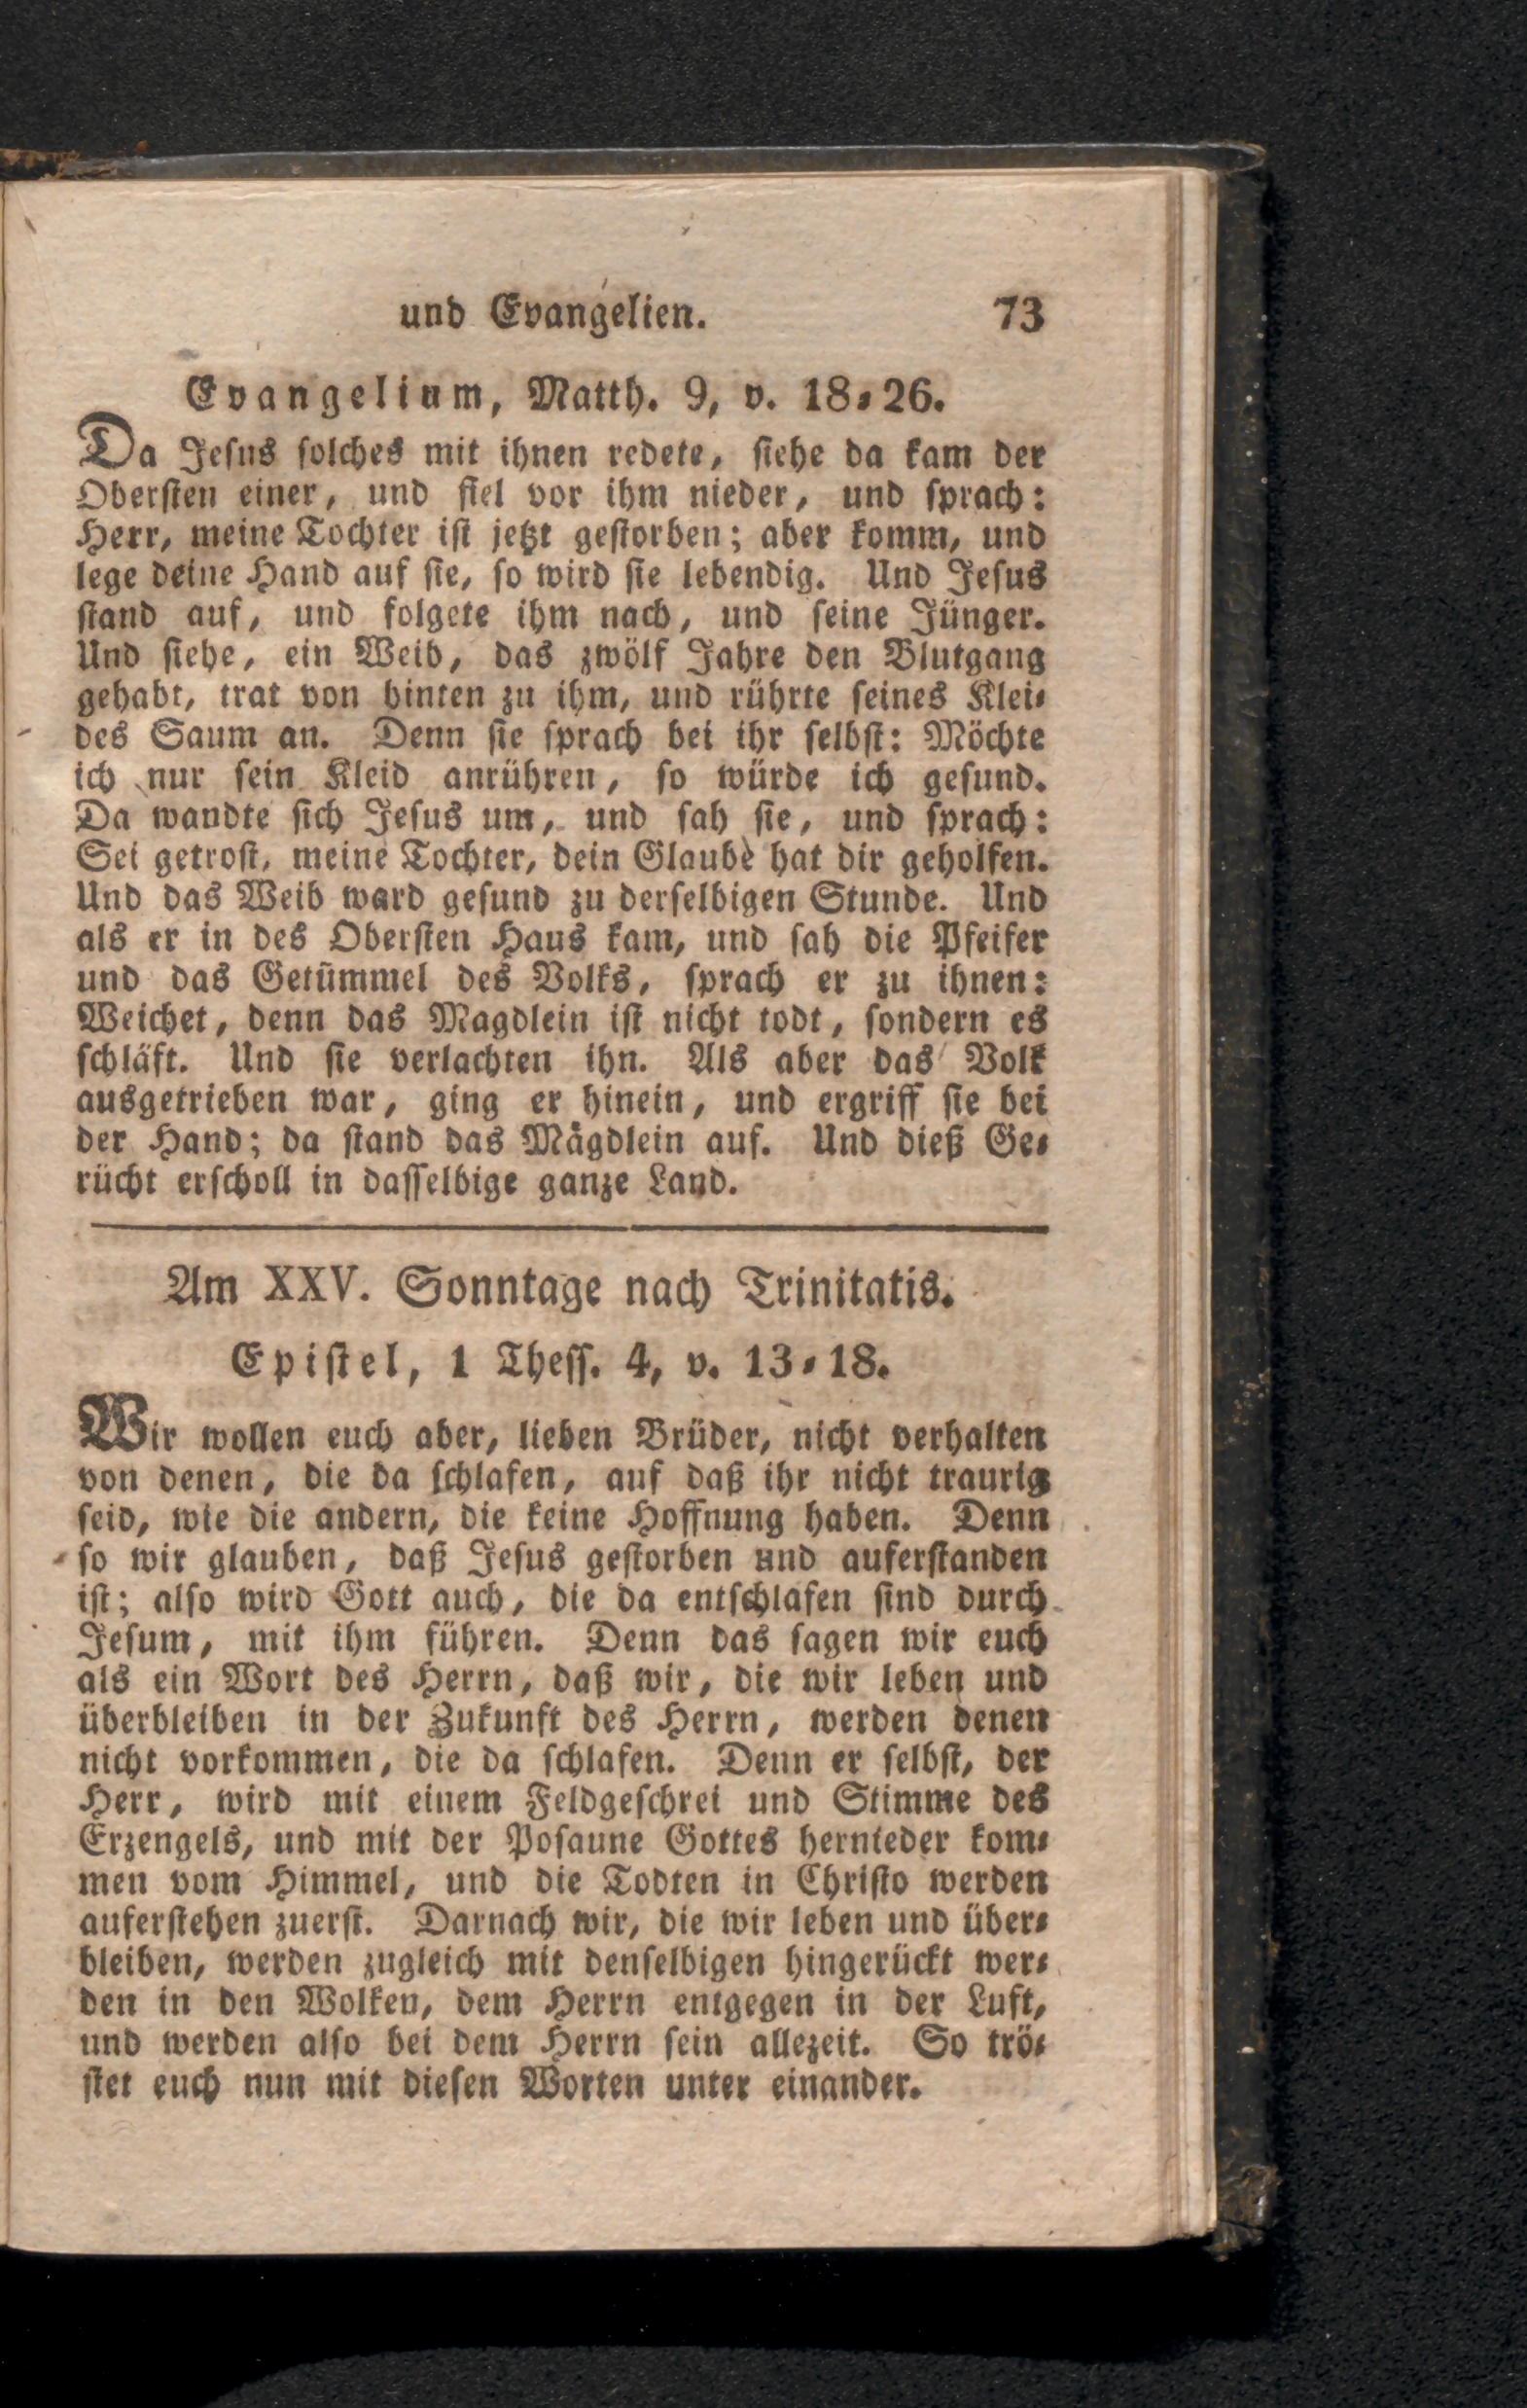 und Evangelien. 73
Evangelium, Matth. 9, v. 18⸗26.
Da Jesus solches mit ihnen redete, siehe da kam der
Obersten einer, und fiel vor ihm nieder, und sprach:
Herr, meine Tochter ist jetzt gestorben; aber komm, und
lege deine Hand auf sie, so wird sie lebendig. Und Jesus
stand auf, und folgete ihm nach, und seine Jünger.
Und siehe, ein Weib, das zwölf Jahre den Blutgang
gehabt, trat von hinten zu ihm, und rührte seines Klei⸗
des Saum an. Denn sie sprach bei ihr selbst: Möchte
ich nur sein Kleid anrühren, so würde ich gesund.
Da wandte sich Jesus um, und sah sie, und sprach:
Sei getrost, meine Tochter, dein Glaube hat dir geholfen.
Und das Weib ward gesund zu derselbigen Stunde. Und
als er in des Obersten Haus kam, und sah die Pfeifer
und das Getümmel des Volks, sprach er zu ihnen:
Weichet, denn das Magdlein ist nicht todt, sondern es
schläft. Und sie verlachten ihn. Als aber das Volk
ausgetrieben war, ging er hinein, und ergriff sie bei
der Hand; da stand das Mägdlein auf. Und dieß Ge⸗
rücht erscholl in dasselbige ganze Land.
Am XXV. Sonntage nach Trinitatis.
Epistel, 1 Thess. 4, v. 13⸗18.
Wir wollen euch aber, lieben Brüder, nicht verhalten
von denen, die da schlafen, auf daß ihr nicht traurig
seid, wie die andern, die keine Hoffnung haben. Denn
so wir glauben, daß Jesus gestorben und auferstanden
ist; also wird Gott auch, die da entschlafen sind durch
Jesum, mit ihm führen. Denn das sagen wir euch
als ein Wort des Herrn, daß wir, die wir leben und
überbleiben in der Zukunft des Herrn, werden denen
nicht vorkommen, die da schlafen. Denn er selbst, der
Herr, wird mit einem Feldgeschrei und Stimme des
Erzengels, und mit der Posaune Gottes hernieder kom⸗
men vom Himmel, und die Todten in Christo werden
auferstehen zuerst. Darnach wir, die wir leben und über⸗
bleiben, werden zugleich mit denselbigen hingerückt wer⸗
den in den Wolken, dem Herrn entgegen in der Luft,
und werden also bei dem Herrn sein allezeit. So trö⸗
stet euch nun mit diesen Worten unter einander.